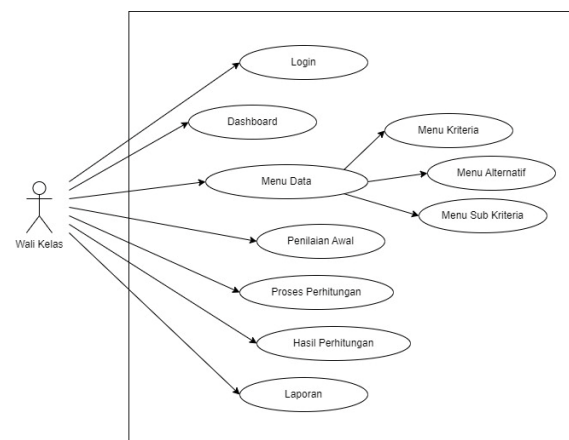 Login
Dashboard
Menu Kriteria
Menu Data
Menu Alternatif
Menu Sub Kriteria
Wali Kelas
Penilaian Awal
Proses Perhitungan
Hasil Perhitungan
Laporan